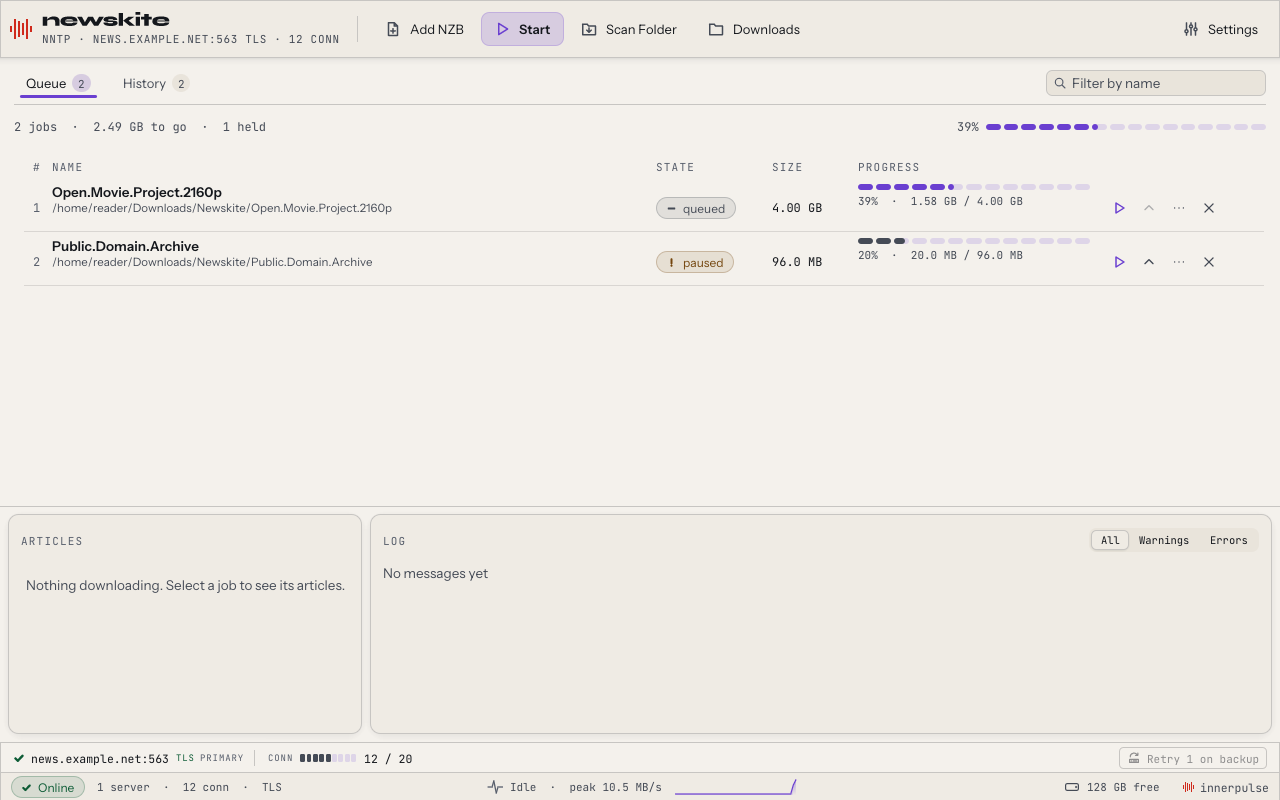 newskite
NNTP · NEWS.EXAMPLE.NET:563 TLS · 12 CONN
Add NZB
Start
Scan Folder
Downloads
Settings
Queue 2
History 2
Filter by name
2 jobs · 2.49 GB to go · 1 held
39%
# NAME STATE SIZE PROGRESS
Open.Movie.Project.2160p
1 /home/reader/Downloads/Newskite/Open.Movie.Project.2160p queued 4.00 GB 39% · 1.58 GB / 4.00 GB
Public.Domain.Archive
2 /home/reader/Downloads/Newskite/Public.Domain.Archive paused 96.0 MB 20% · 20.0 MB / 96.0 MB
ARTICLES
Nothing downloading. Select a job to see its articles.
LOG
All Warnings Errors
No messages yet
news.example.net:563 TLS PRIMARY CONN 12 / 20
Retry 1 on backup
Online 1 server · 12 conn · TLS
Idle · peak 10.5 MB/s
128 GB free
innerpulse